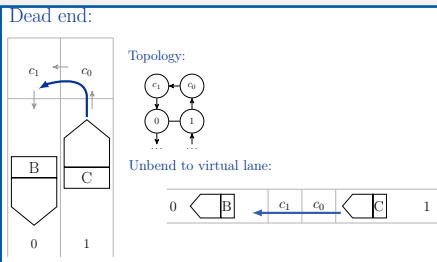 Dead end:
Topology:
c₁ c₀
c₁ c₀
0 1
... ...
B
C
Unbend to virtual lane:
0 B c₁ c₀ C 1
0 1